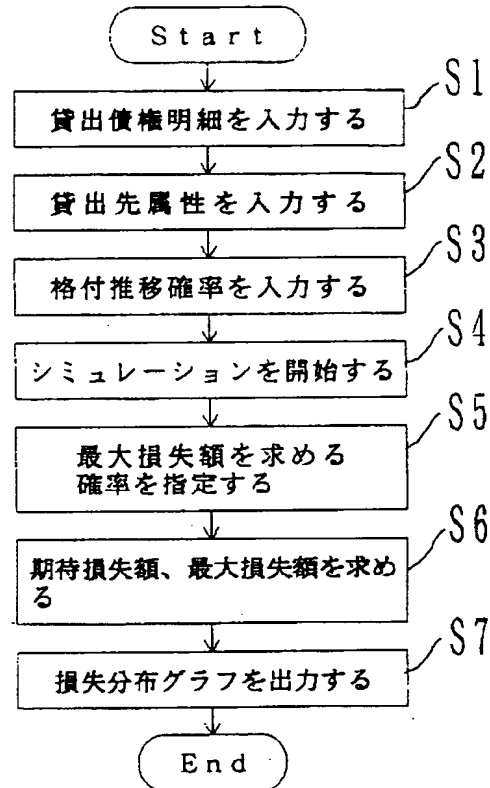 Start
S1
貸出債権明細を入力する
S2
貸出先属性を入力する
S3
格付推移確率を入力する
S4
シミュレーションを開始する
S5
最大損失額を求める
確率を指定する
S6
期待損失額、最大損失額を求め
る
S7
損失分布グラフを出力する
End